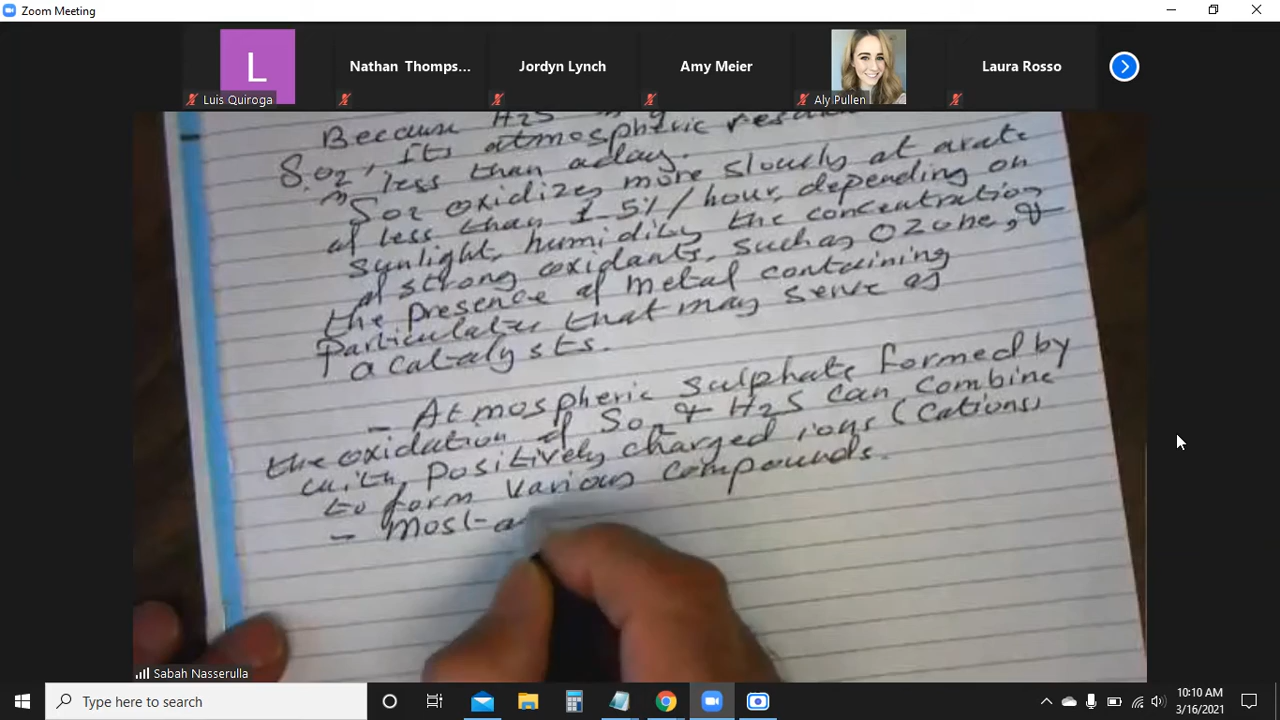 Zoom Meeting
L
Nathan Thomps...
Jordyn Lynch
Amy Meier
Laura Rosso
Luis Quiroga
Aly Pullen
Because H2S
SO2, Its atmospheric
is less than a day.
SO2 oxidizes more slowly at a rate
of less than 1-5%/hour, depending on
sunlight, humidity the concentration
of strong oxidants, such as Ozone, &
the presence of metal containing
Particulates that may serve as
a catalysts.
- Atmospheric sulphate formed by
the oxidation of SO2 & H2S can combine
with positively charged ions (Cations)
to form various compounds.
- Most
Sabah Nasserulla
Type here to search
10:10 AM
3/16/2021